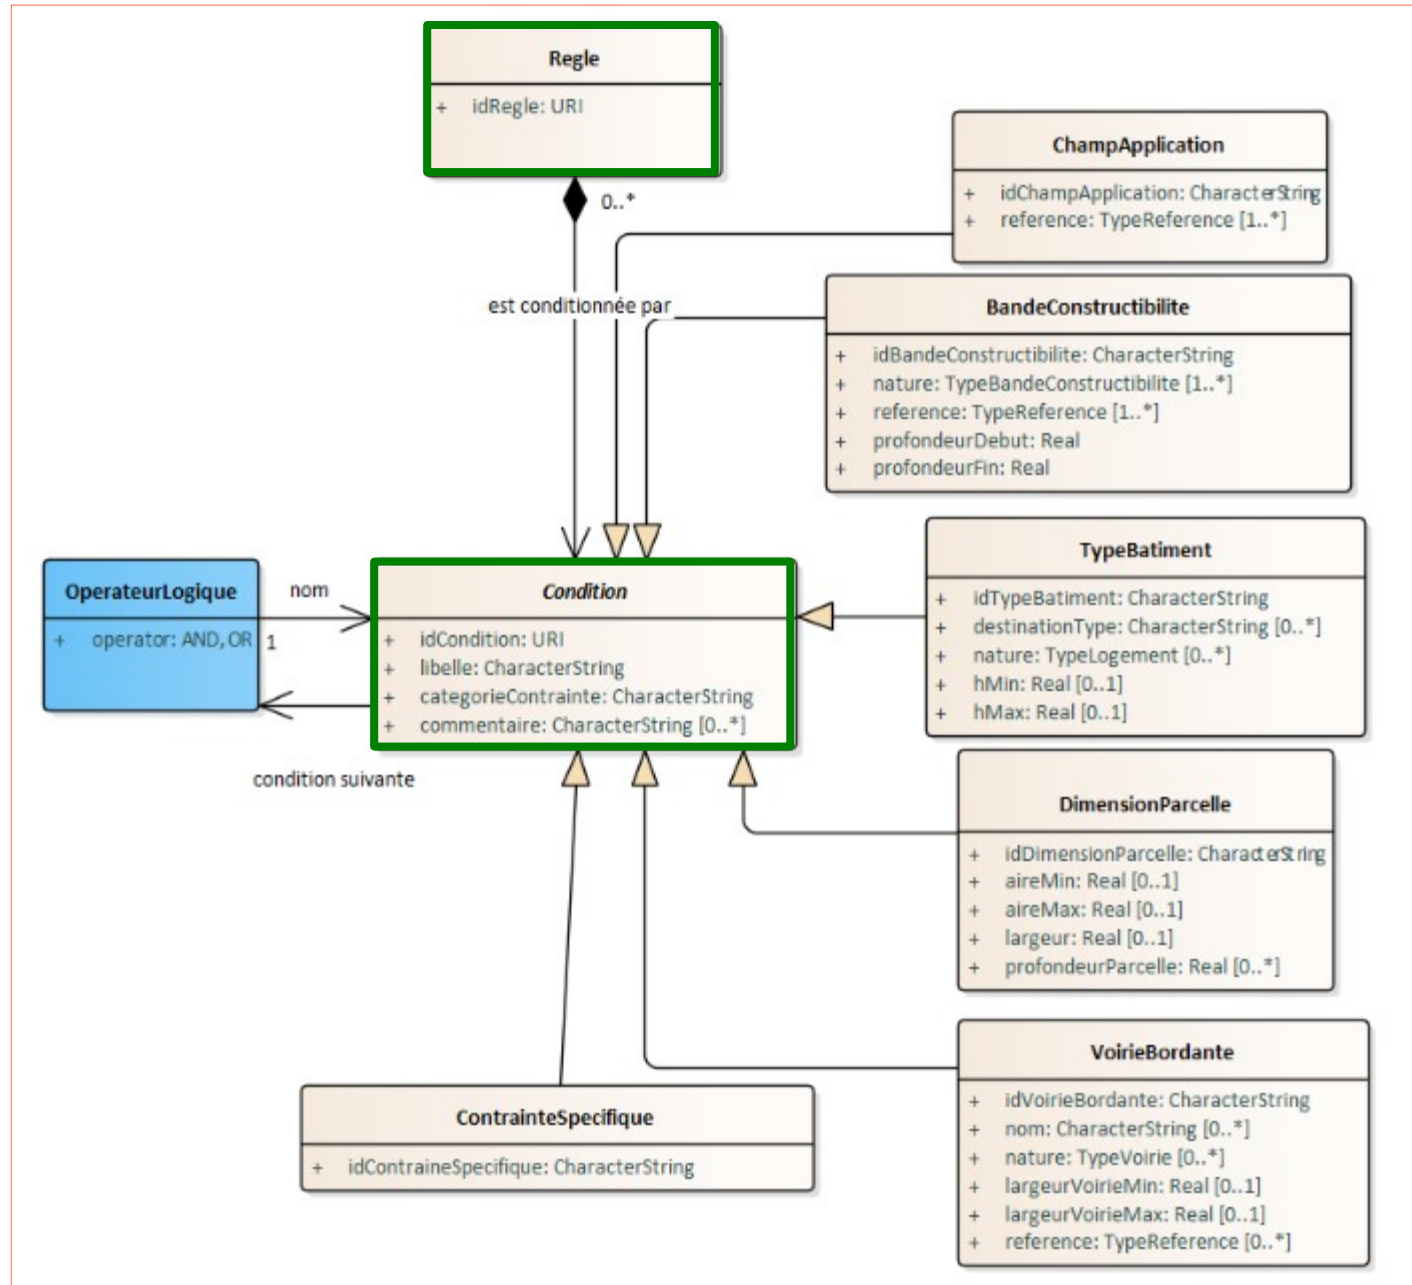 Regle
+ idRegle: URI
0..*
est conditionnée par
ChampApplication
+ idChampApplication: CharacterString
+ reference: TypeReference [1..*]
BandeConstructibilite
+ idBandeConstructibilite: CharacterString
+ nature: TypeBandeConstructibilite [1..*]
+ reference: TypeReference [1..*]
+ profondeurDebut: Real
+ profondeurFin: Real
TypeBatiment
+ idTypeBatiment: CharacterString
+ destinationType: CharacterString [0..*]
+ nature: TypeLogement [0..*]
+ hMin: Real [0..1]
+ hMax: Real [0..1]
OperateurLogique
+ operator: AND, OR
nom
1
Condition
+ idCondition: URI
+ libelle: CharacterString
+ categorieContrainte: CharacterString
+ commentaire: CharacterString [0..*]
condition suivante
DimensionParcelle
+ idDimensionParcelle: CharacterString
+ aireMin: Real [0..1]
+ aireMax: Real [0..1]
+ largeur: Real [0..1]
+ profondeurParcelle: Real [0..*]
VoirieBordante
+ idVoirieBordante: CharacterString
+ nom: CharacterString [0..*]
+ nature: TypeVoirie [0..*]
+ largeurVoirieMin: Real [0..1]
+ largeurVoirieMax: Real [0..1]
+ reference: TypeReference [0..*]
ContrainteSpecifique
+ idContraineSpecifique: CharacterString